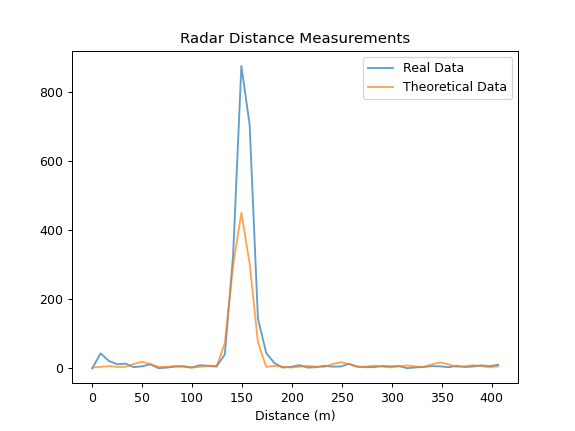 Radar Distance Measurements
Real Data
Theoretical Data
800
600
400
200
0
0 50 100 150 200 250 300 350 400
Distance (m)